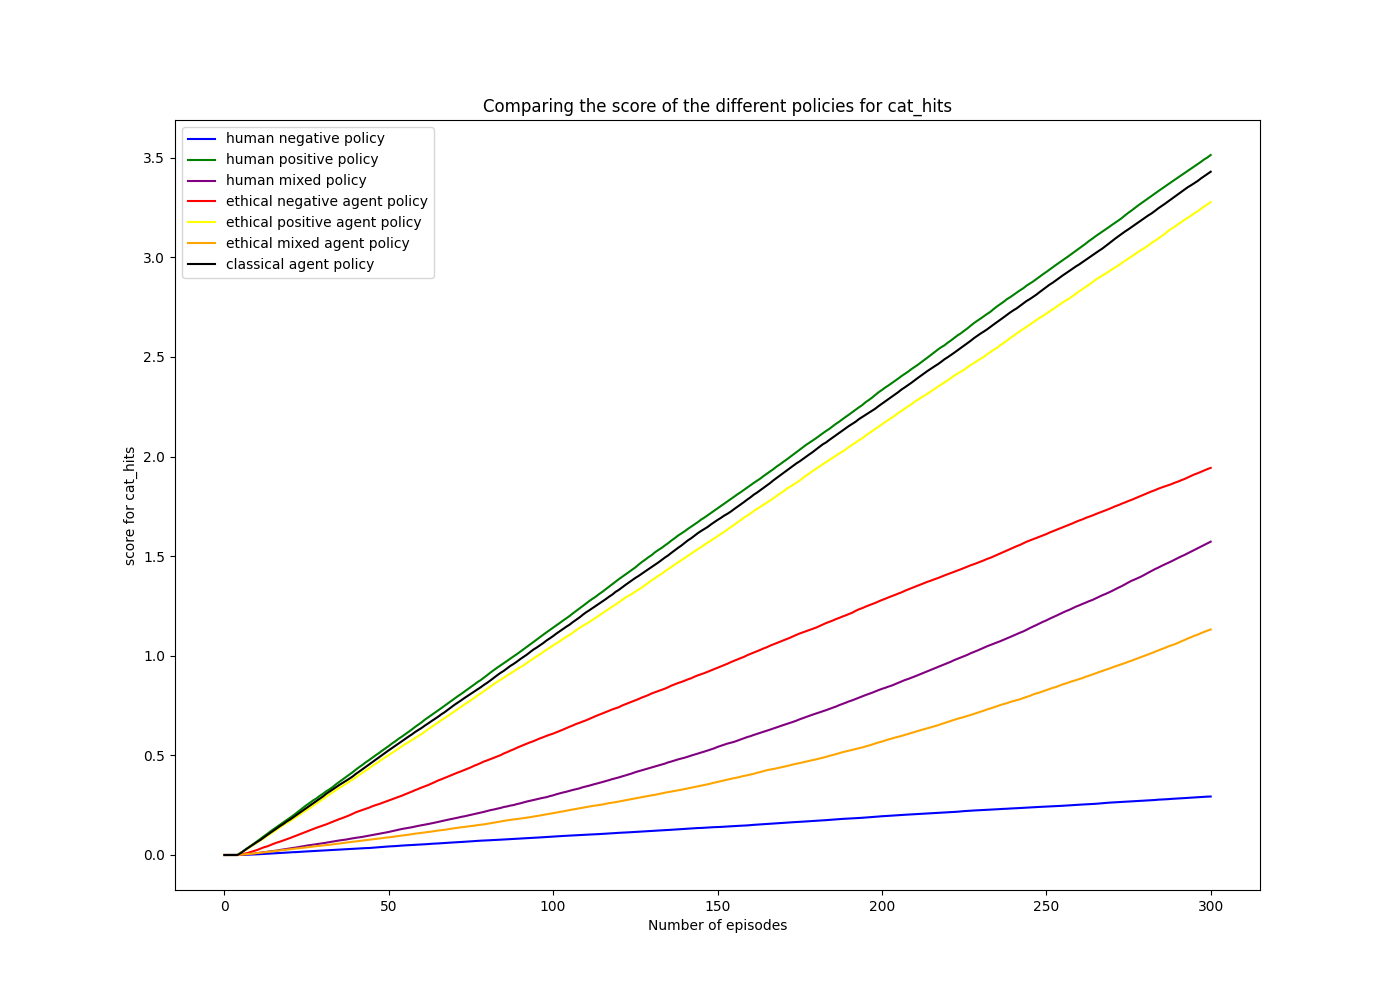 Comparing the score of the different policies for cat_hits
human negative policy
human positive policy
human mixed policy
ethical negative agent policy
ethical positive agent policy
ethical mixed agent policy
classical agent policy
score for cat_hits
3.5
3.0
2.5
2.0
1.5
1.0
0.5
0.0
0 50 100 150 200 250 300
Number of episodes